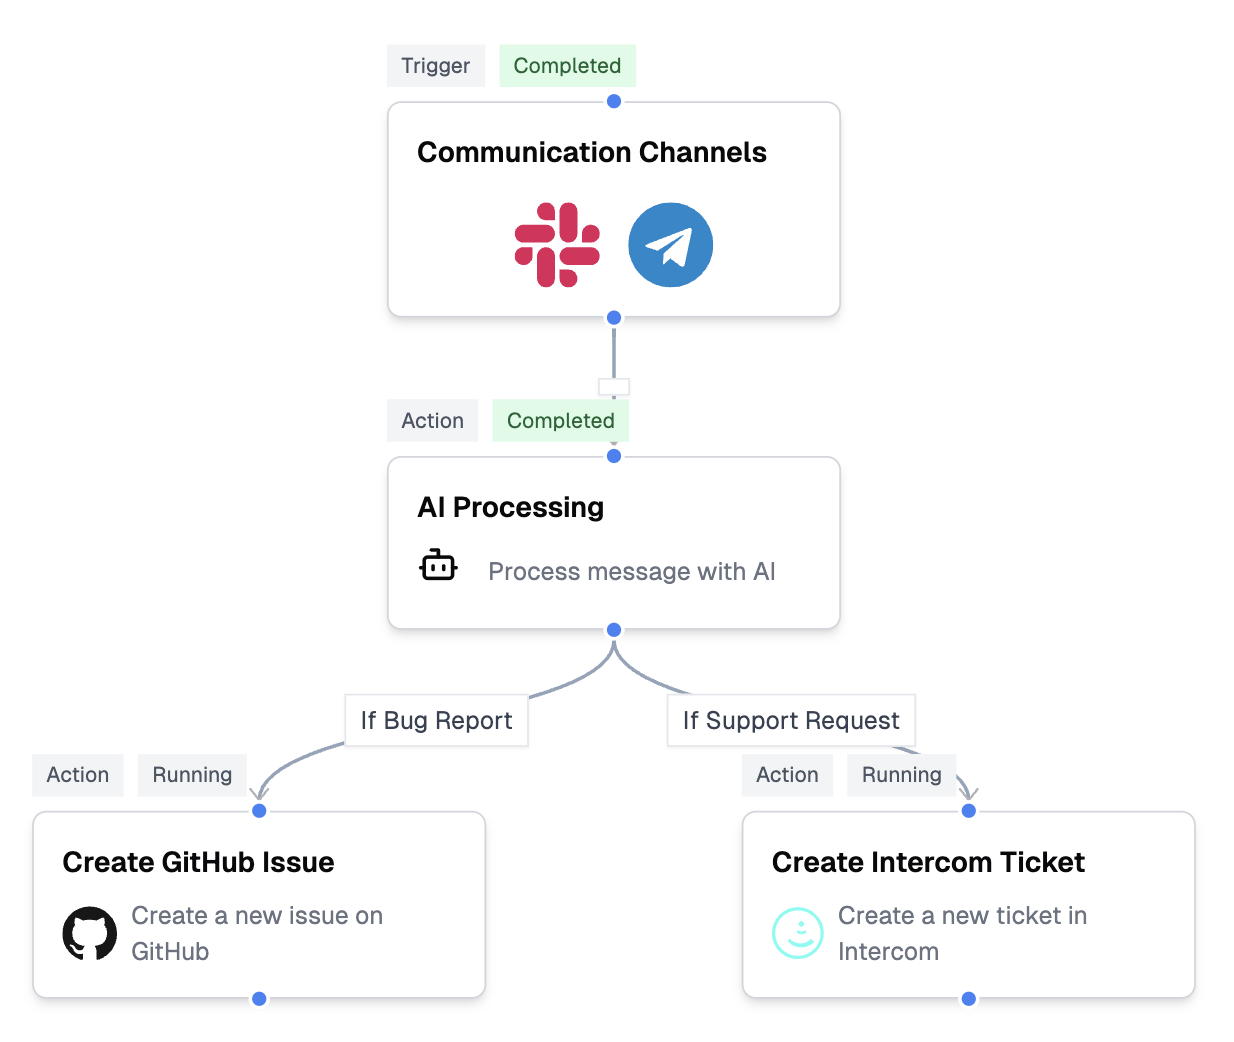 Trigger Completed
Communication Channels
Action Completed
AI Processing
Process message with AI
If Bug Report
If Support Request
Action Running
Create GitHub Issue
Create a new issue on
GitHub
Action Running
Create Intercom Ticket
Create a new ticket in
Intercom